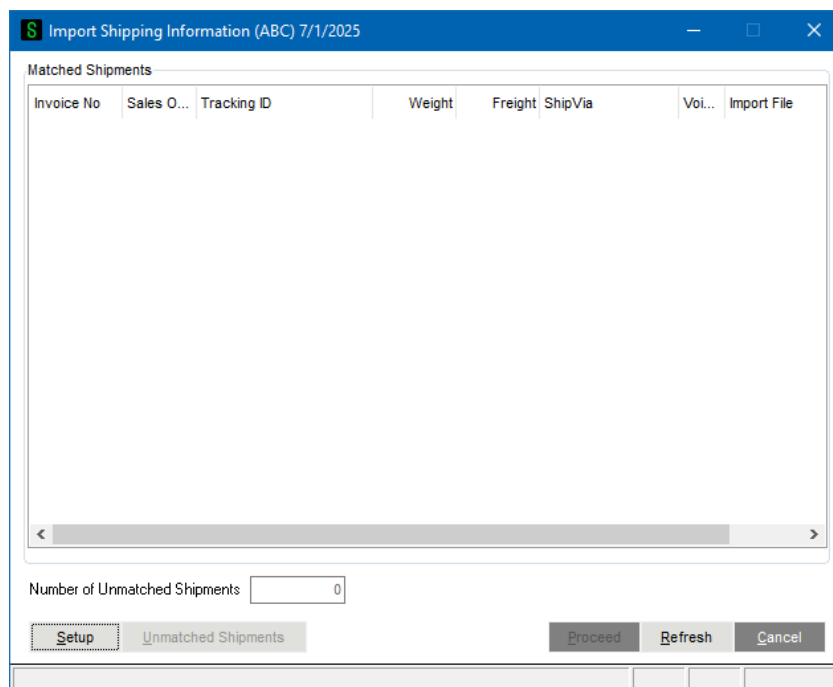 S Import Shipping Information (ABC) 7/1/2025
Matched Shipments
Invoice No Sales O... Tracking ID Weight Freight ShipVia Voi... Import File
Number of Unmatched Shipments 0
Setup Unmatched Shipments Proceed Refresh Cancel